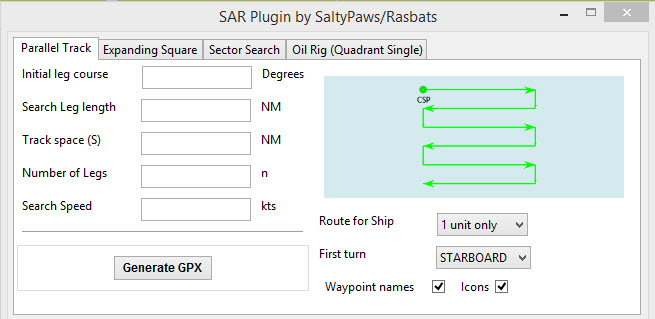 SAR Plugin by SaltyPaws/Rasbats
Parallel Track Expanding Square Sector Search Oil Rig (Quadrant Single)
Initial leg course Degrees
Search Leg length NM
Track space (S) NM
Number of Legs n
Search Speed kts
CSP
Route for Ship 1 unit only
First turn STARBOARD
Generate GPX
Waypoint names Icons